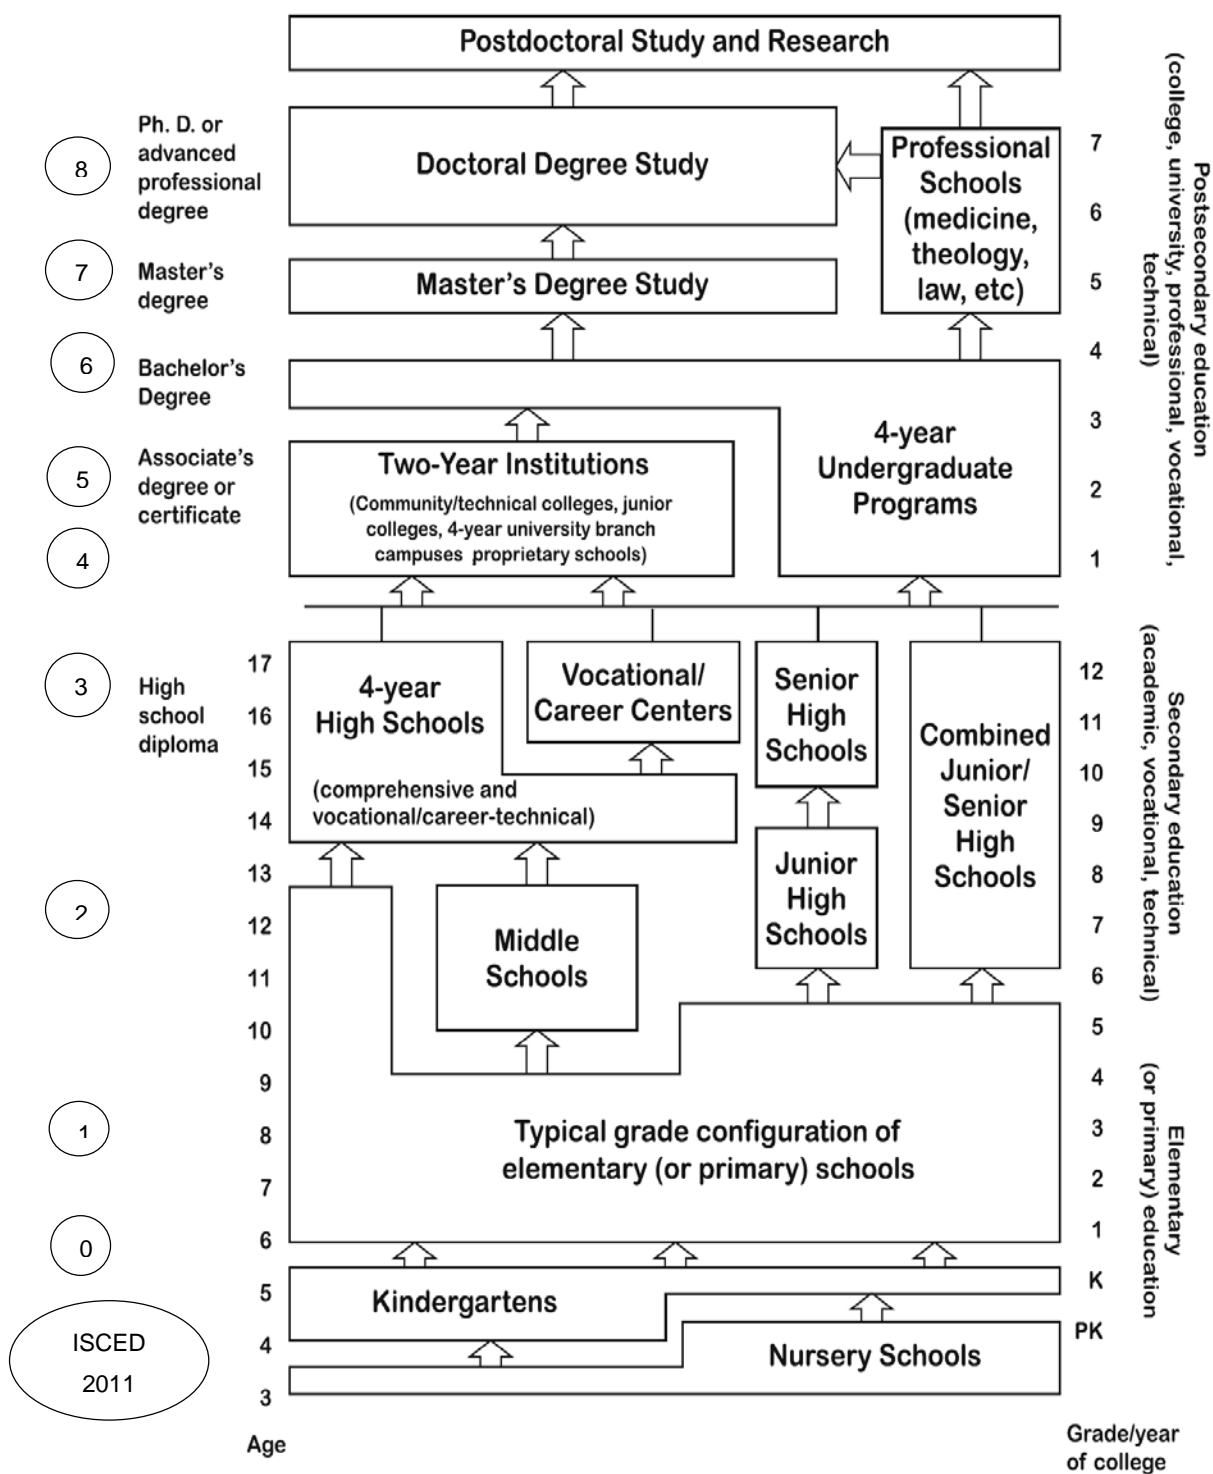 Postdoctoral Study and Research
8
Ph. D. or
advanced
professional
degree
Doctoral Degree Study
Professional
Schools
(medicine,
theology,
law, etc)
7
6
5
7
Master's
degree
Master's Degree Study
6
Bachelor's
Degree
4-year
Undergraduate
Programs
4
3
2
1
5
4
Associate's
degree or
certificate
Two-Year Institutions
(Community/technical colleges, junior
colleges, 4-year university branch
campuses proprietary schools)
Postsecondary education
(college, university, professional, vocational,
technical)
3
High
school
diploma
17
16
15
14
13
12
11
10
9
8
7
6
5
4
3
Age
4-year
High Schools
(comprehensive and
vocational/career-technical)
Vocational/
Career Centers
Senior
High
Schools
Junior
High
Schools
Combined
Junior/
Senior
High
Schools
12
11
10
9
8
7
6
5
4
3
2
1
K
PK
Grade/year
of college
Secondary education
(academic, vocational, technical)
2
Middle
Schools
1
Typical grade configuration of
elementary (or primary) schools
Elementary
(or primary) education
0
Kindergartens
Nursery Schools
ISCED
2011